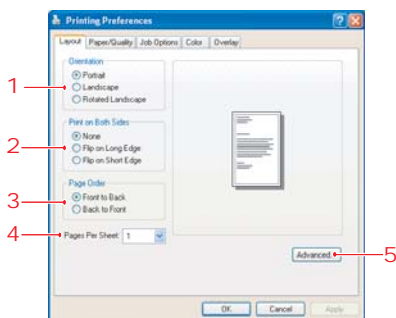 Printing Preferences
Layout Paper/Quality Job Options Color Overlay
Orientation
1
Portrait
Landscape
Rotated Landscape
Print on Both Sides
2
None
Flip on Long Edge
Flip on Short Edge
Page Order
3
Front to Back
Back to Front
4
Pages Per Sheet: 1
Advanced...
5
OK Cancel Apply